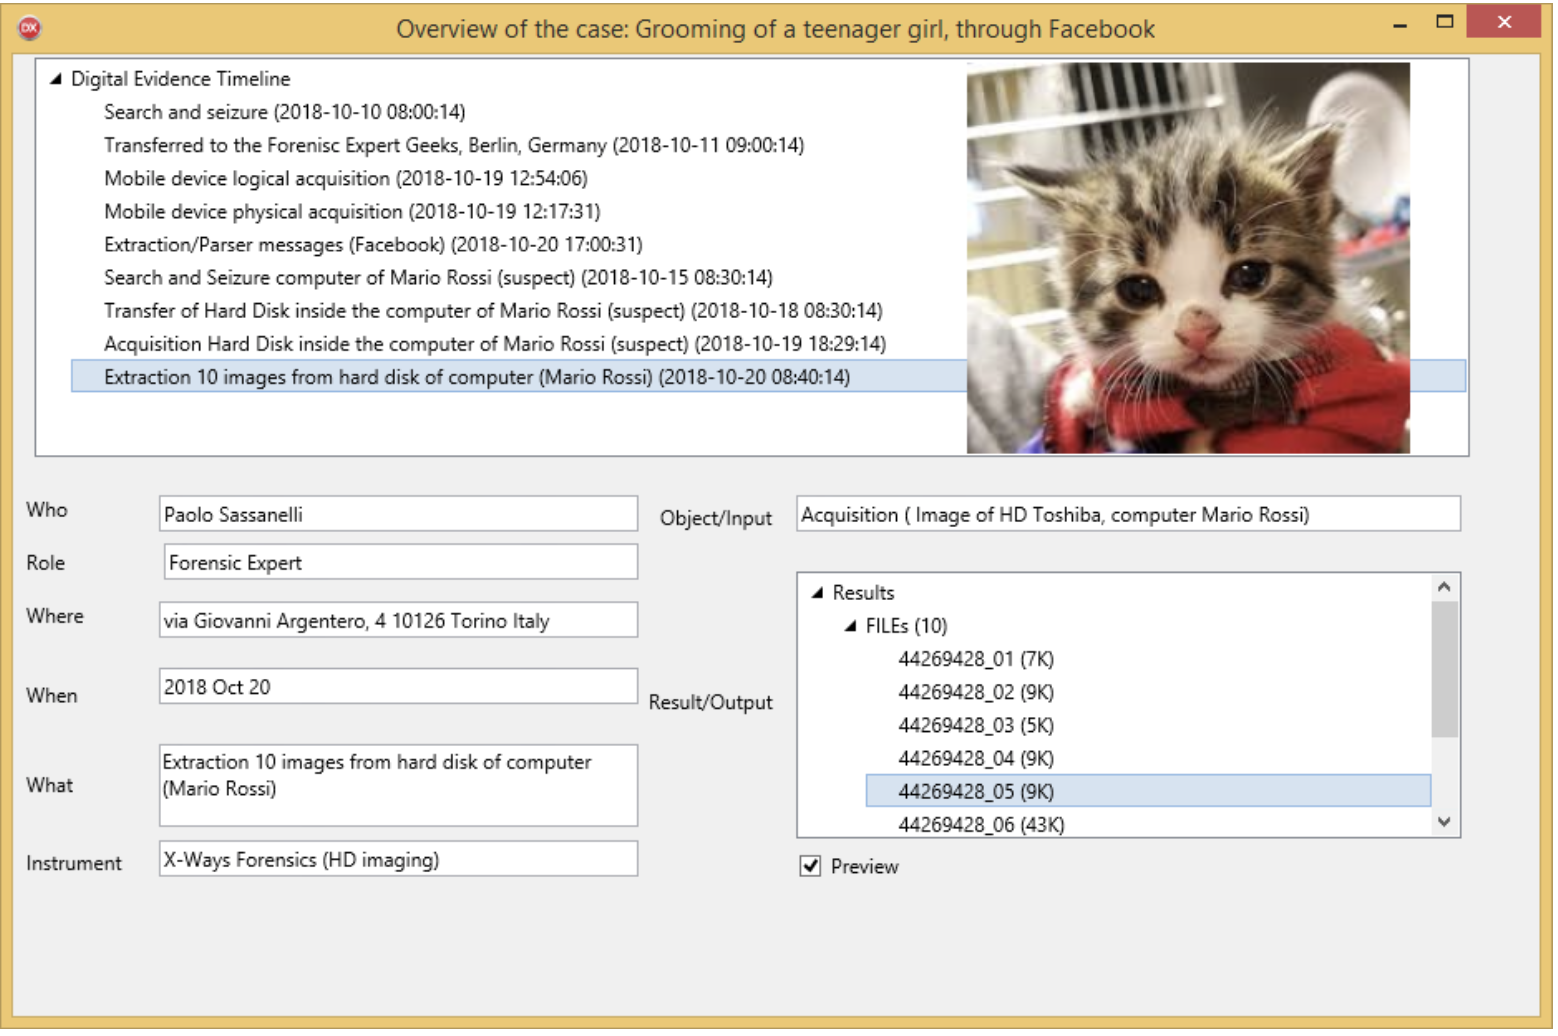 DX
Overview of the case: Grooming of a teenager girl, through Facebook
Digital Evidence Timeline
Search and seizure (2018-10-10 08:00:14)
Transferred to the Forenisc Expert Geeks, Berlin, Germany (2018-10-11 09:00:14)
Mobile device logical acquisition (2018-10-19 12:54:06)
Mobile device physical acquisition (2018-10-19 12:17:31)
Extraction/Parser messages (Facebook) (2018-10-20 17:00:31)
Search and Seizure computer of Mario Rossi (suspect) (2018-10-15 08:30:14)
Transfer of Hard Disk inside the computer of Mario Rossi (suspect) (2018-10-18 08:30:14)
Acquisition Hard Disk inside the computer of Mario Rossi (suspect) (2018-10-19 18:29:14)
Extraction 10 images from hard disk of computer (Mario Rossi) (2018-10-20 08:40:14)
Who
Paolo Sassanelli
Role
Forensic Expert
Where
via Giovanni Argentero, 4 10126 Torino Italy
When
2018 Oct 20
What
Extraction 10 images from hard disk of computer
(Mario Rossi)
Instrument
X-Ways Forensics (HD imaging)
Object/Input
Acquisition ( Image of HD Toshiba, computer Mario Rossi)
Result/Output
Results
FILEs (10)
44269428_01 (7K)
44269428_02 (9K)
44269428_03 (5K)
44269428_04 (9K)
44269428_05 (9K)
44269428_06 (43K)
Preview